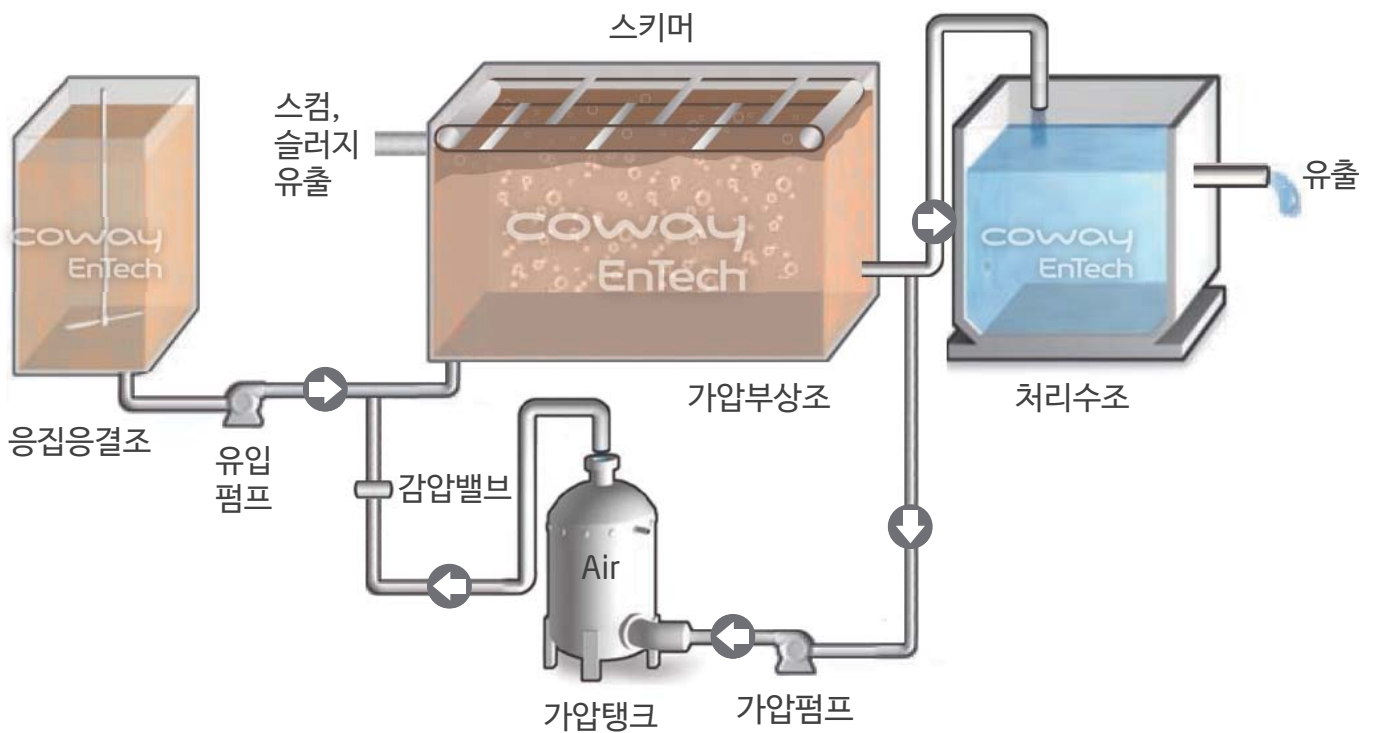 스키머
스컴,
슬러지
유출
유출
coway
EnTech
coway
EnTech
coway
EnTech
가압부상조
처리수조
응집응결조
유입
펌프
감압밸브
Air
가압탱크
가압펌프